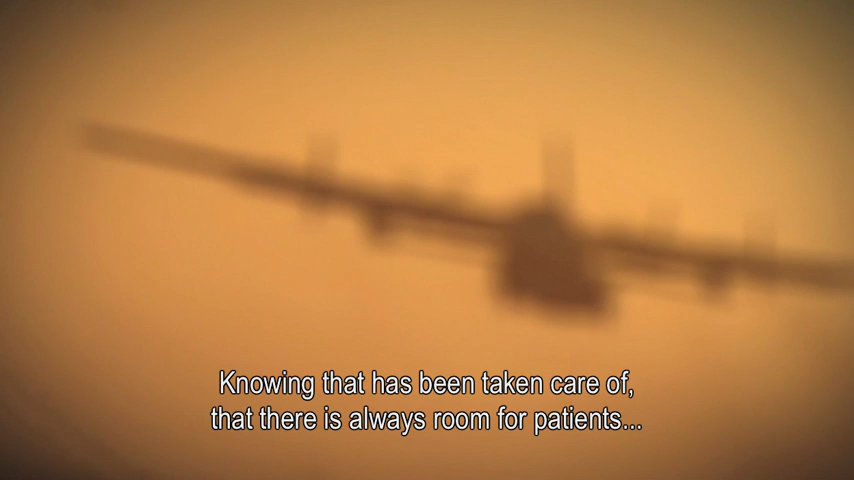 Knowing that has been taken care of,
that there is always room for patients...